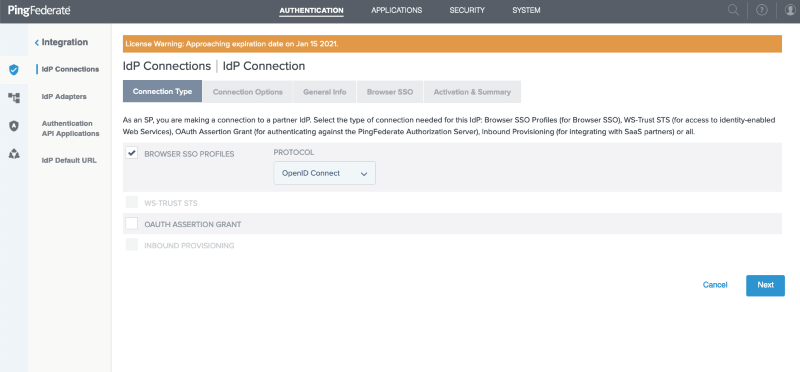 PingFederate®
AUTHENTICATION APPLICATIONS SECURITY SYSTEM
Integration
IdP Connections
IdP Adapters
Authentication
API Applications
IdP Default URL
License Warning: Approaching expiration date on Jan 15 2021.
IdP Connections | IdP Connection
Connection Type Connection Options General Info Browser SSO Activation & Summary
As an SP, you are making a connection to a partner IdP. Select the type of connection needed for this IdP: Browser SSO Profiles (for Browser SSO), WS-Trust STS (for access to identity-enabled
Web Services), OAuth Assertion Grant (for authenticating against the PingFederate Authorization Server), Inbound Provisioning (for integrating with SaaS partners) or all.
BROWSER SSO PROFILES PROTOCOL
OpenID Connect
WS-TRUST STS
OAUTH ASSERTION GRANT
INBOUND PROVISIONING
Cancel Next